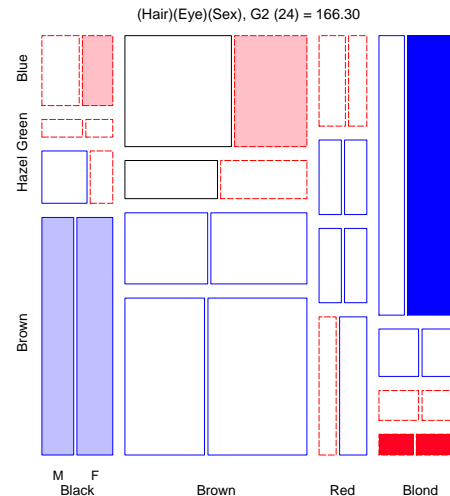 (Hair)(Eye)(Sex), G2 (24) = 166.30
Blue
Green
Hazel
Brown
M F
Black Brown Red Blond